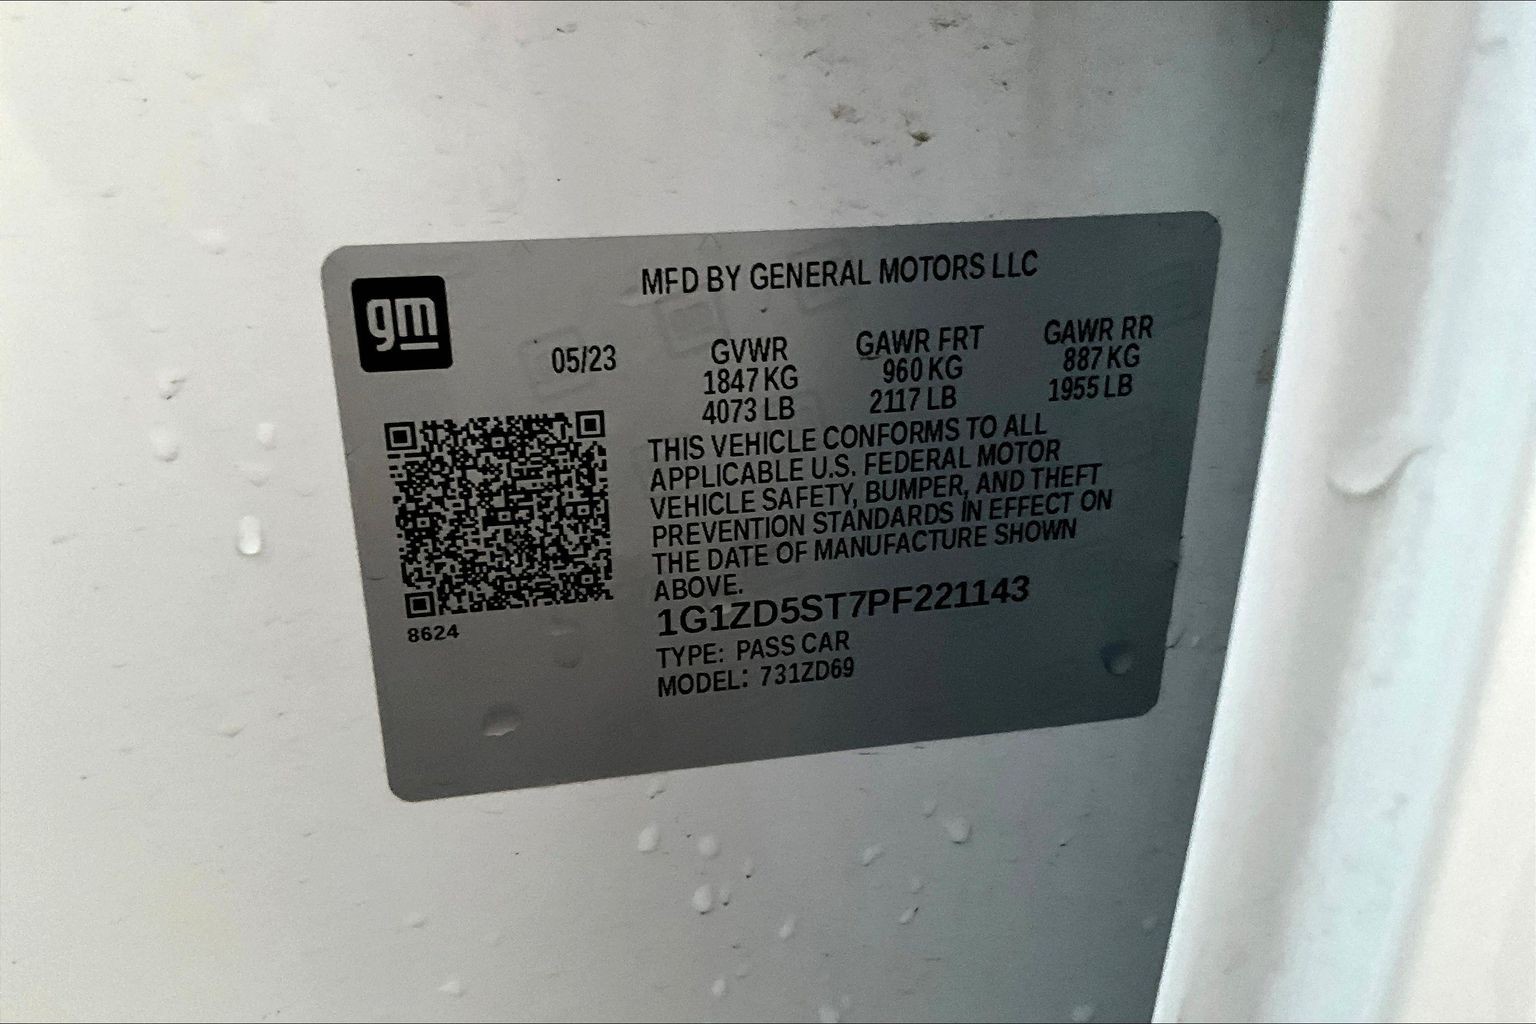 gm
MFD BY GENERAL MOTORS LLC
05/23
GVWR GAWR FRT GAWR RR
1847 KG 960 KG 887 KG
4073 LB 2117 LB 1955 LB
THIS VEHICLE CONFORMS TO ALL
APPLICABLE U.S. FEDERAL MOTOR
VEHICLE SAFETY, BUMPER, AND THEFT
PREVENTION STANDARDS IN EFFECT ON
THE DATE OF MANUFACTURE SHOWN
ABOVE.
1G1ZD5ST7PF221143
8624
TYPE: PASS CAR
MODEL: 731ZD69